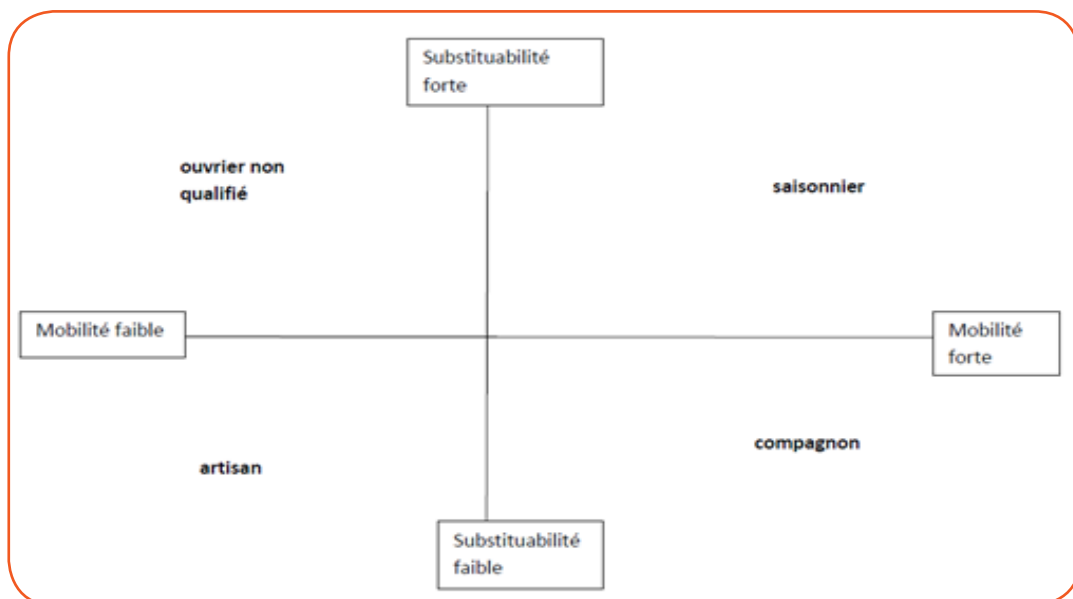 Substituabilité
forte
ouvrier non
qualifié
saisonnier
Mobilité faible
Mobilité
forte
compagnon
artisan
Substituabilité
faible